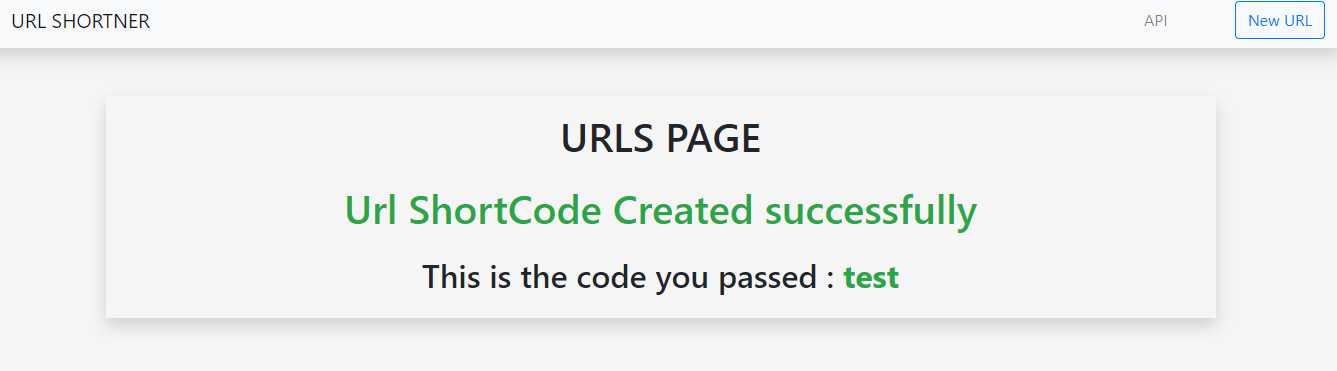 URL SHORTNER
API
New URL
URLS PAGE
Url ShortCode Created successfully
This is the code you passed : test